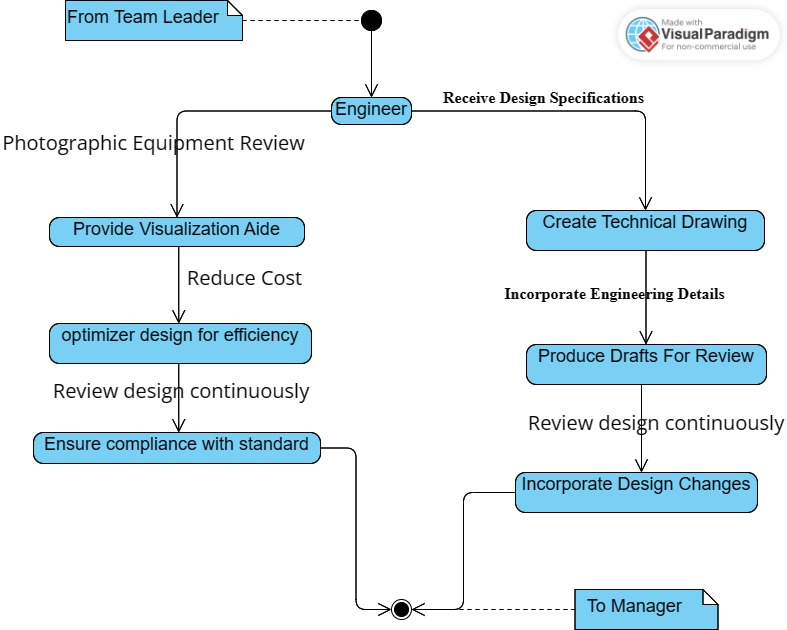 From Team Leader
Made with
Visual Paradigm
For non-commercial use
Engineer
Receive Design Specifications
Photographic Equipment Review
Provide Visualization Aide
Create Technical Drawing
Reduce Cost
Incorporate Engineering Details
optimizer design for efficiency
Produce Drafts For Review
Review design continuously
Review design continuously
Ensure compliance with standard
Incorporate Design Changes
To Manager